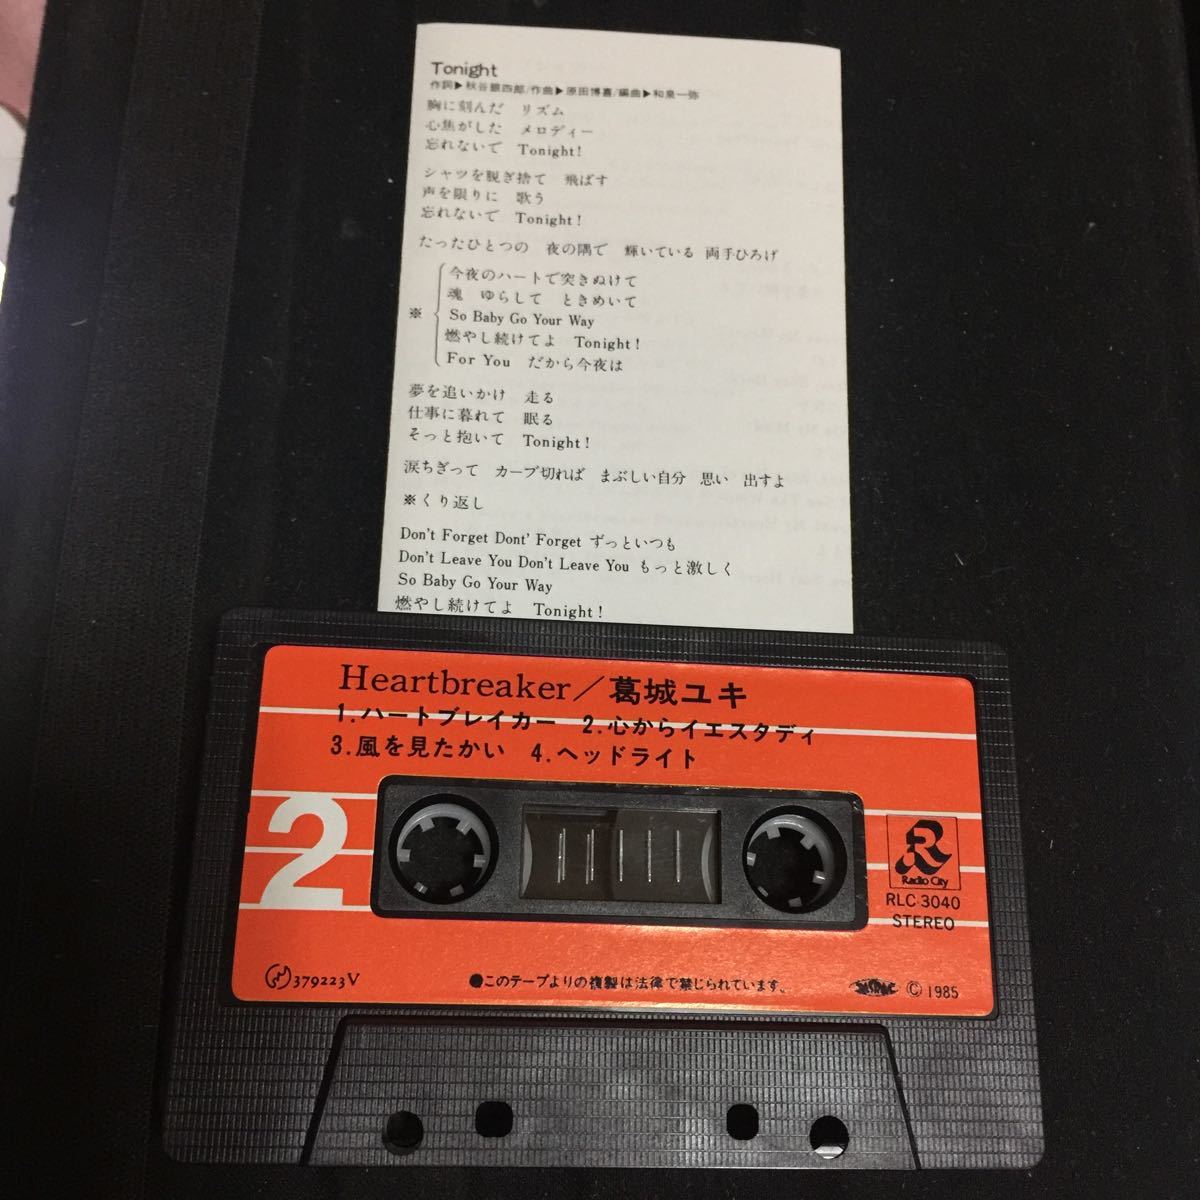 Tonight
作詞▶秋谷銀四郎/作曲▶原田博喜/編曲▶和泉一弥
胸に刻んだ　リズム
心焦がした　メロディー
忘れないで　Tonight!
シャツを脱ぎ捨て　飛ばす
声を限りに　歌う
忘れないで　Tonight!
たったひとつの　夜の隅で　輝いている　両手ひろげ
今夜のハートで突きぬけて
魂　ゆらして　ときめいて
※ So Baby Go Your Way
燃やし続けてよ　Tonight!
For You　だから今夜は
夢を追いかけ　走る
仕事に暮れて　眠る
そっと抱いて　Tonight!
涙ちぎって　カーブ切れば　まぶしい自分　思い　出すよ
※くり返し
Don't Forget Dont' Forget ずっといつも
Don't Leave You Don't Leave You もっと激しく
So Baby Go Your Way
燃やし続けてよ　Tonight!
Heartbreaker／葛城ユキ
1.ハートブレイカー　2.心からイエスタディ
3.風を見たかい　4.ヘッドライト
2
R
Radio City
RLC-3040
STEREO
379223V
●このテープよりの複製は法律で禁じられています。
© 1985